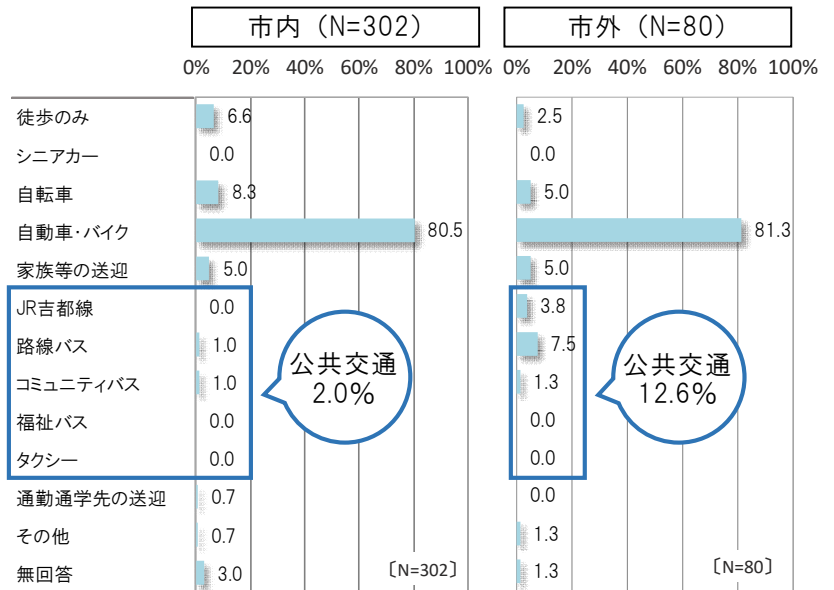 市内（N=302） 市外（N=80）
0% 20% 40% 60% 80% 100% 0% 20% 40% 60% 80% 100%
徒歩のみ 6.6 2.5
シニアカー 0.0 0.0
自転車 8.3 5.0
自動車・バイク 80.5 81.3
家族等の送迎 5.0 5.0
JR吉都線 0.0 3.8
路線バス 1.0 7.5
コミュニティバス 1.0 1.3
福祉バス 0.0 0.0
タクシー 0.0 0.0
公共交通
2.0%
公共交通
12.6%
通勤通学先の送迎 0.7 0.0
その他 0.7 1.3
無回答 3.0 1.3
〔N=302〕 〔N=80〕